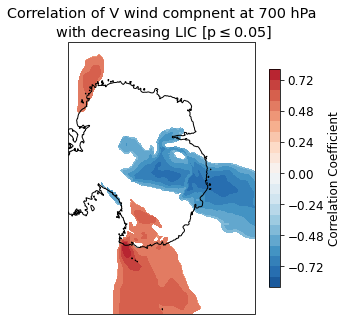 Correlation of V wind compnent at 700 hPa
with decreasing LIC [p ≤ 0.05]
0.72
0.48
0.24
0.00
−0.24
−0.48
−0.72
Correlation Coefficient